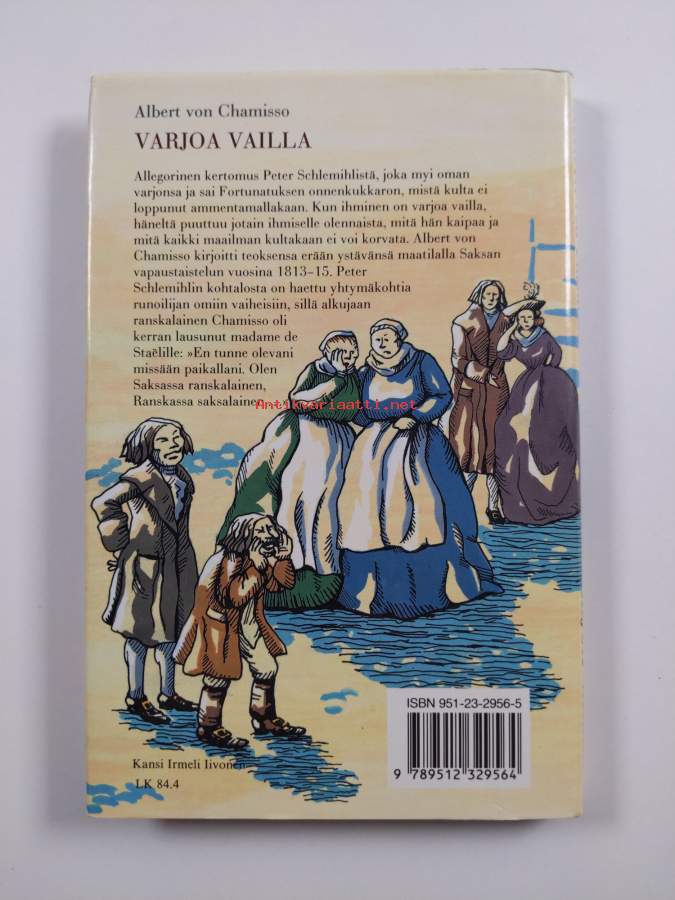 Albert von Chamisso
VARJOA VAILLA
Allegorinen kertomus Peter Schlemihlistä, joka myi oman
varjonsa ja sai Fortunatuksen onnenkukkaron, mistä kulta ei
loppunut ammentamallakaan. Kun ihminen on varjoa vailla,
häneltä puuttuu jotain ihmiselle olennaista, mitä hän kaipaa ja
mitä kaikki maailman kultakaan ei voi korvata. Albert von
Chamisso kirjoitti teoksensa erään ystävänsä maatilalla Saksan
vapaustaistelun vuosina 1813–15. Peter
Schlemihlin kohtalosta on haettu yhtymäkohtia
runoilijan omiin vaiheisiin, sillä alkujaan
ranskalainen Chamisso oli
kerran lausunut madame de
Staëlille: »En tunne olevani
missään paikallani. Olen
Saksassa ranskalainen,
Ranskassa saksalainen
Antikvariaatti.net
ISBN 951-23-2956-5
9 789512 329564
Kansi Irmeli Iivonen
LK 84.4